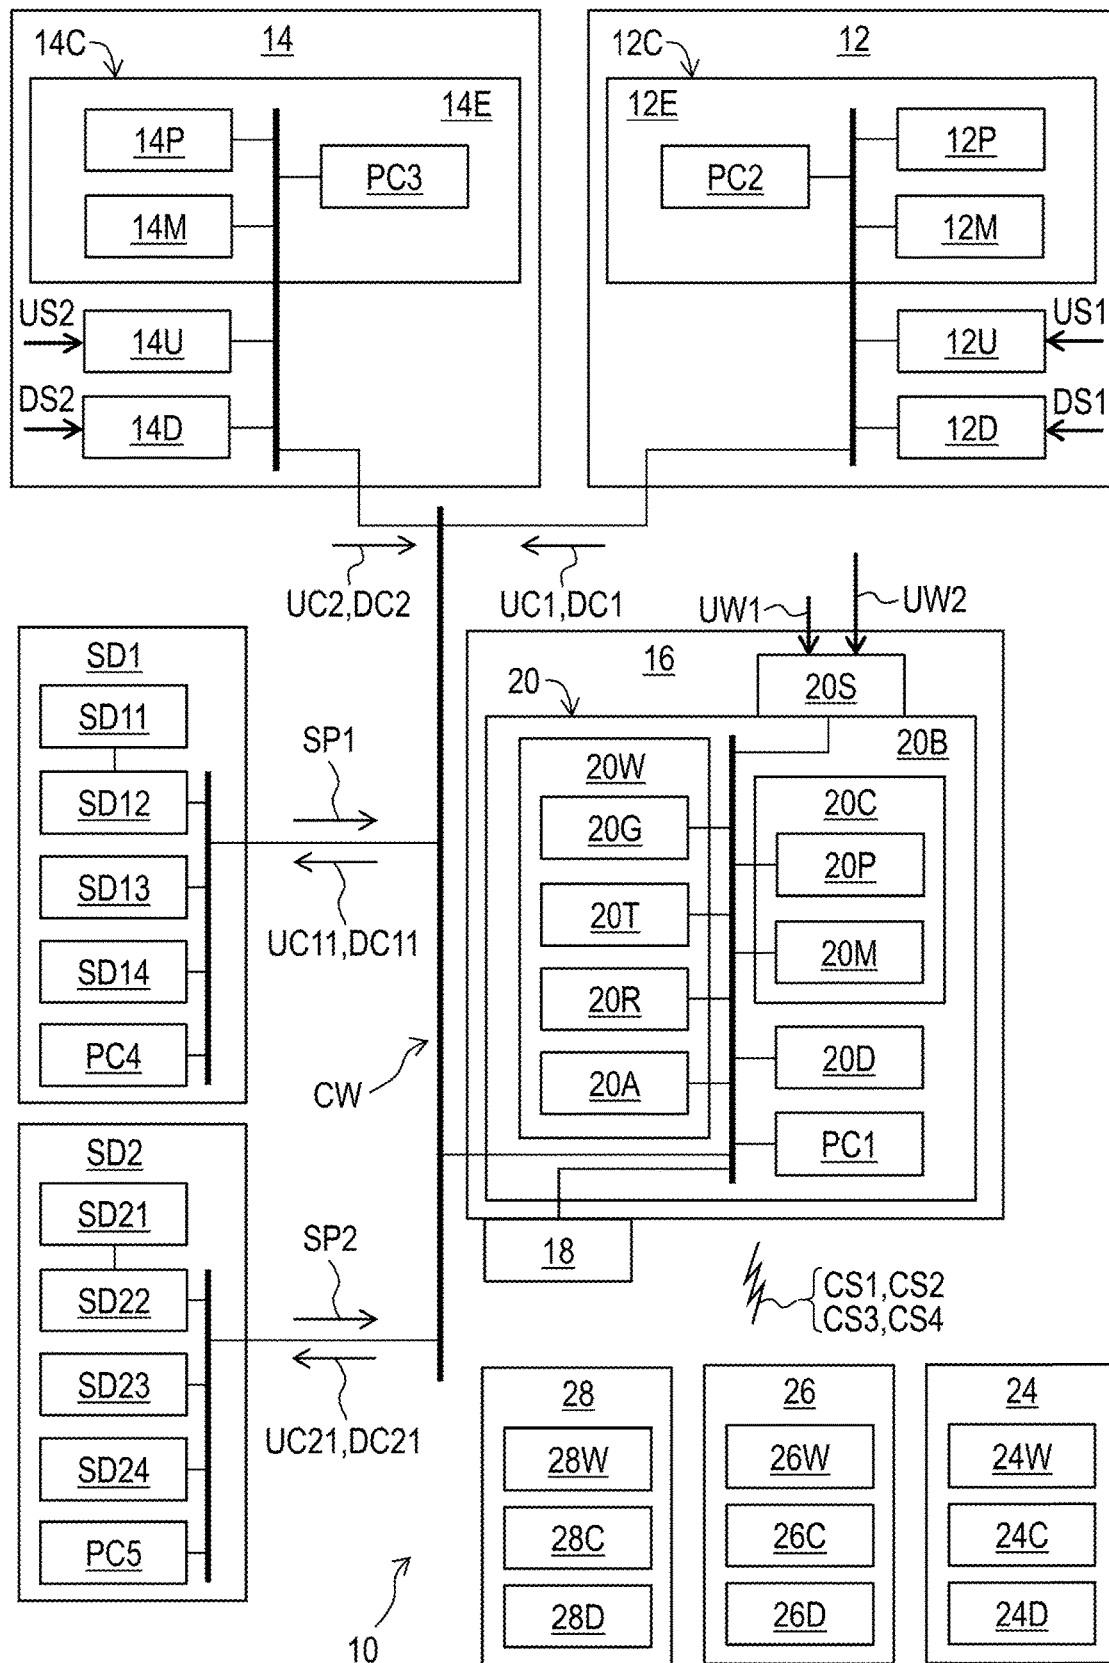 14C
14
14E
14P
PC3
14M
US2
14U
DS2
14D
12C
12
12E
12P
PC2
12M
US1
12U
DS1
12D
UC2,DC2
UC1,DC1
UW1
UW2
SD1
SD11
SD12
SD13
SD14
PC4
SP1
UC11,DC11
CW
16
20S
20
20B
20W
20G
20T
20R
20A
20C
20P
20M
20D
PC1
18
SD2
SD21
SD22
SD23
SD24
PC5
SP2
UC21,DC21
CS1,CS2
CS3,CS4
28
28W
28C
28D
26
26W
26C
26D
24
24W
24C
24D
10